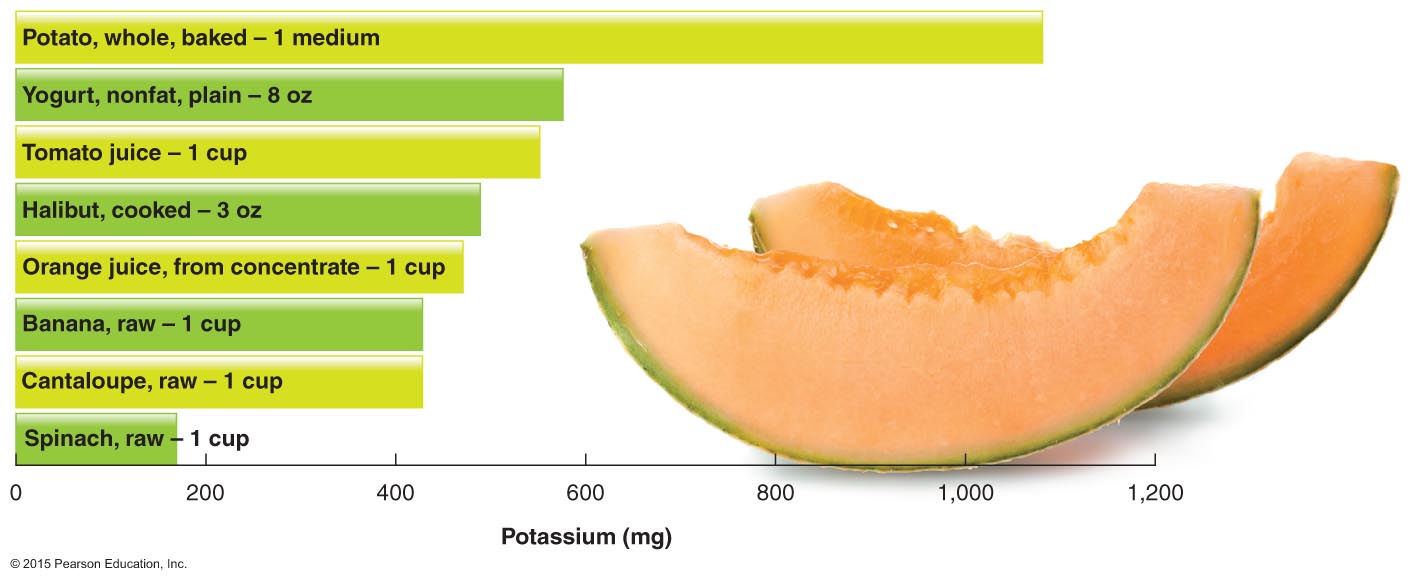 Potato, whole, baked – 1 medium
Yogurt, nonfat, plain – 8 oz
Tomato juice – 1 cup
Halibut, cooked – 3 oz
Orange juice, from concentrate – 1 cup
Banana, raw – 1 cup
Cantaloupe, raw – 1 cup
Spinach, raw – 1 cup
0 200 400 600 800 1,000 1,200
Potassium (mg)
© 2015 Pearson Education, Inc.